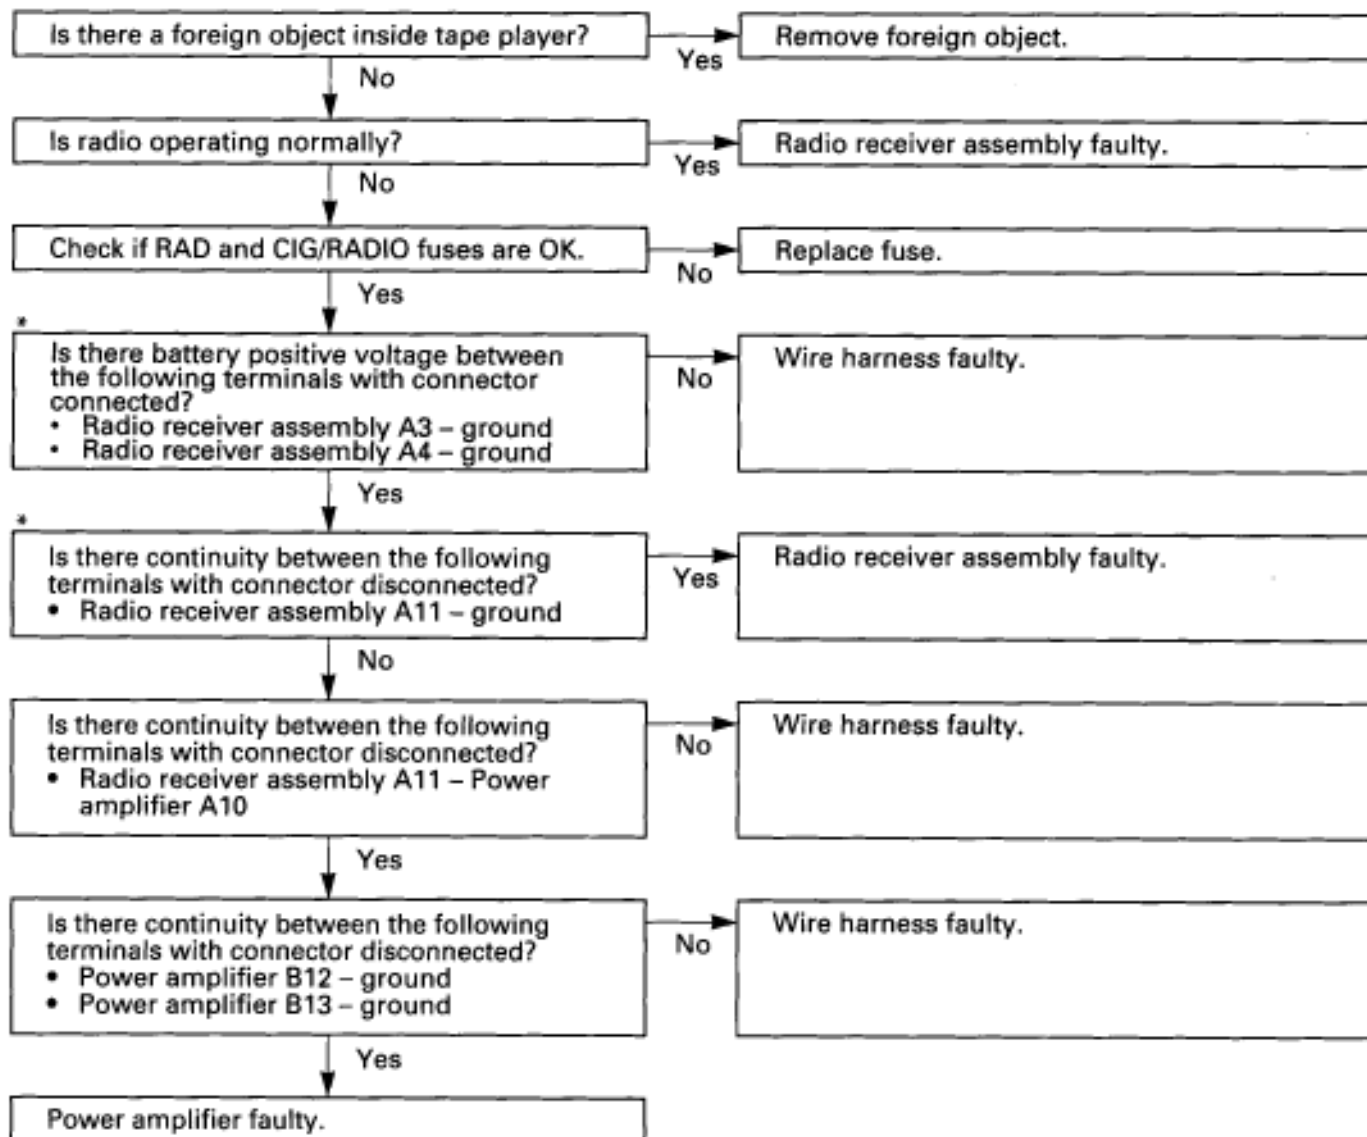 Is there a foreign object inside tape player?
Yes
Remove foreign object.
No
Is radio operating normally?
Yes
Radio receiver assembly faulty.
No
Check if RAD and CIG/RADIO fuses are OK.
No
Replace fuse.
Yes
*
Is there battery positive voltage between
the following terminals with connector
connected?
• Radio receiver assembly A3 – ground
• Radio receiver assembly A4 – ground
No
Wire harness faulty.
Yes
*
Is there continuity between the following
terminals with connector disconnected?
• Radio receiver assembly A11 – ground
Yes
Radio receiver assembly faulty.
No
Is there continuity between the following
terminals with connector disconnected?
• Radio receiver assembly A11 – Power
amplifier A10
No
Wire harness faulty.
Yes
Is there continuity between the following
terminals with connector disconnected?
• Power amplifier B12 – ground
• Power amplifier B13 – ground
No
Wire harness faulty.
Yes
Power amplifier faulty.